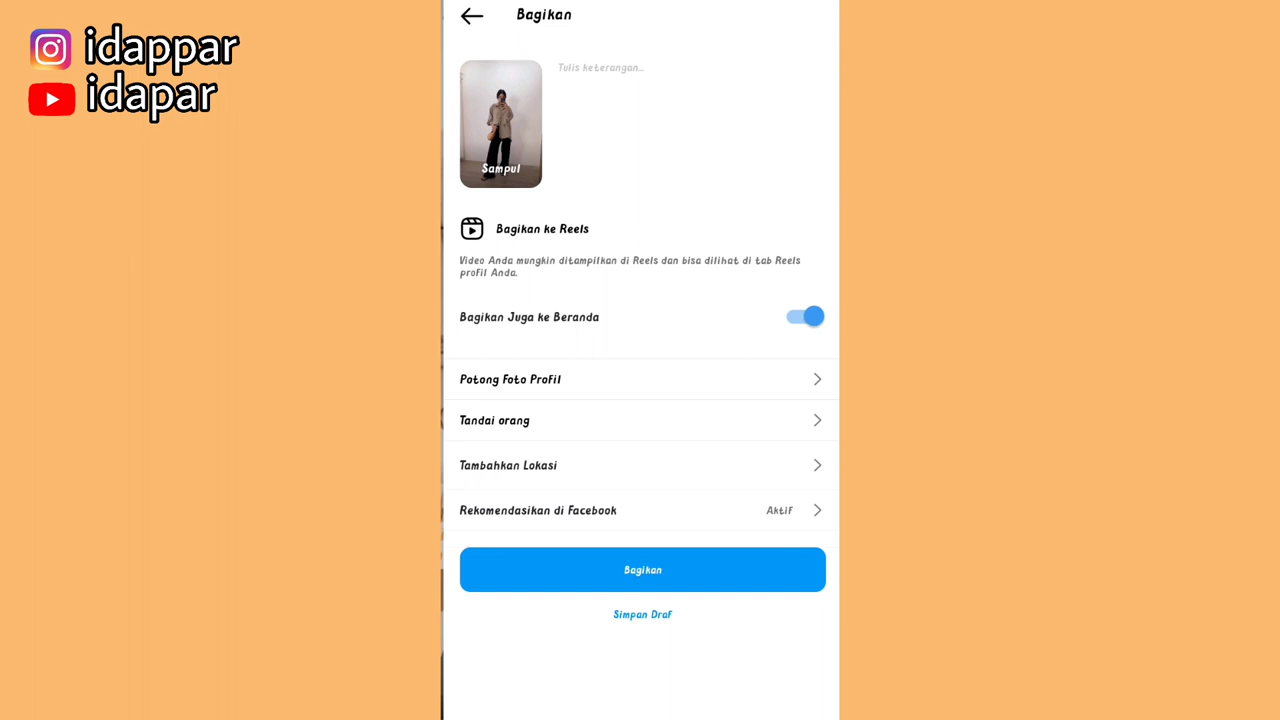 idappar
idapar
Bagikan
Tulis keterangan...
Sampul
Bagikan ke Reels
Video Anda mungkin ditampilkan di Reels dan bisa dilihat di tab Reels
profil Anda.
Bagikan Juga ke Beranda
Potong Foto Profil
Tandai orang
Tambahkan Lokasi
Rekomendasikan di Facebook Aktif
Bagikan
Simpan Draf